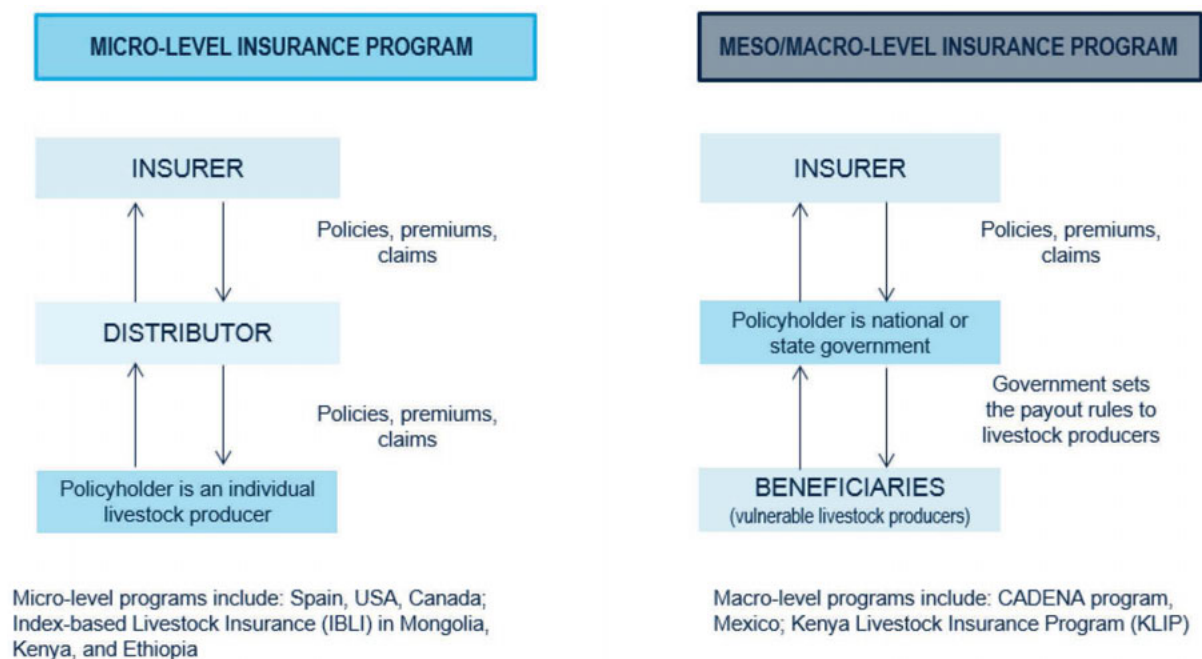 MICRO-LEVEL INSURANCE PROGRAM
INSURER
Policies, premiums,
claims
DISTRIBUTOR
Policies, premiums,
claims
Policyholder is an individual
livestock producer
Micro-level programs include: Spain, USA, Canada;
Index-based Livestock Insurance (IBLI) in Mongolia,
Kenya, and Ethiopia
MESO/MACRO-LEVEL INSURANCE PROGRAM
INSURER
Policies, premiums,
claims
Policyholder is national or
state government
Government sets
the payout rules to
livestock producers
BENEFICIARIES
(vulnerable livestock producers)
Macro-level programs include: CADENA program,
Mexico; Kenya Livestock Insurance Program (KLIP)